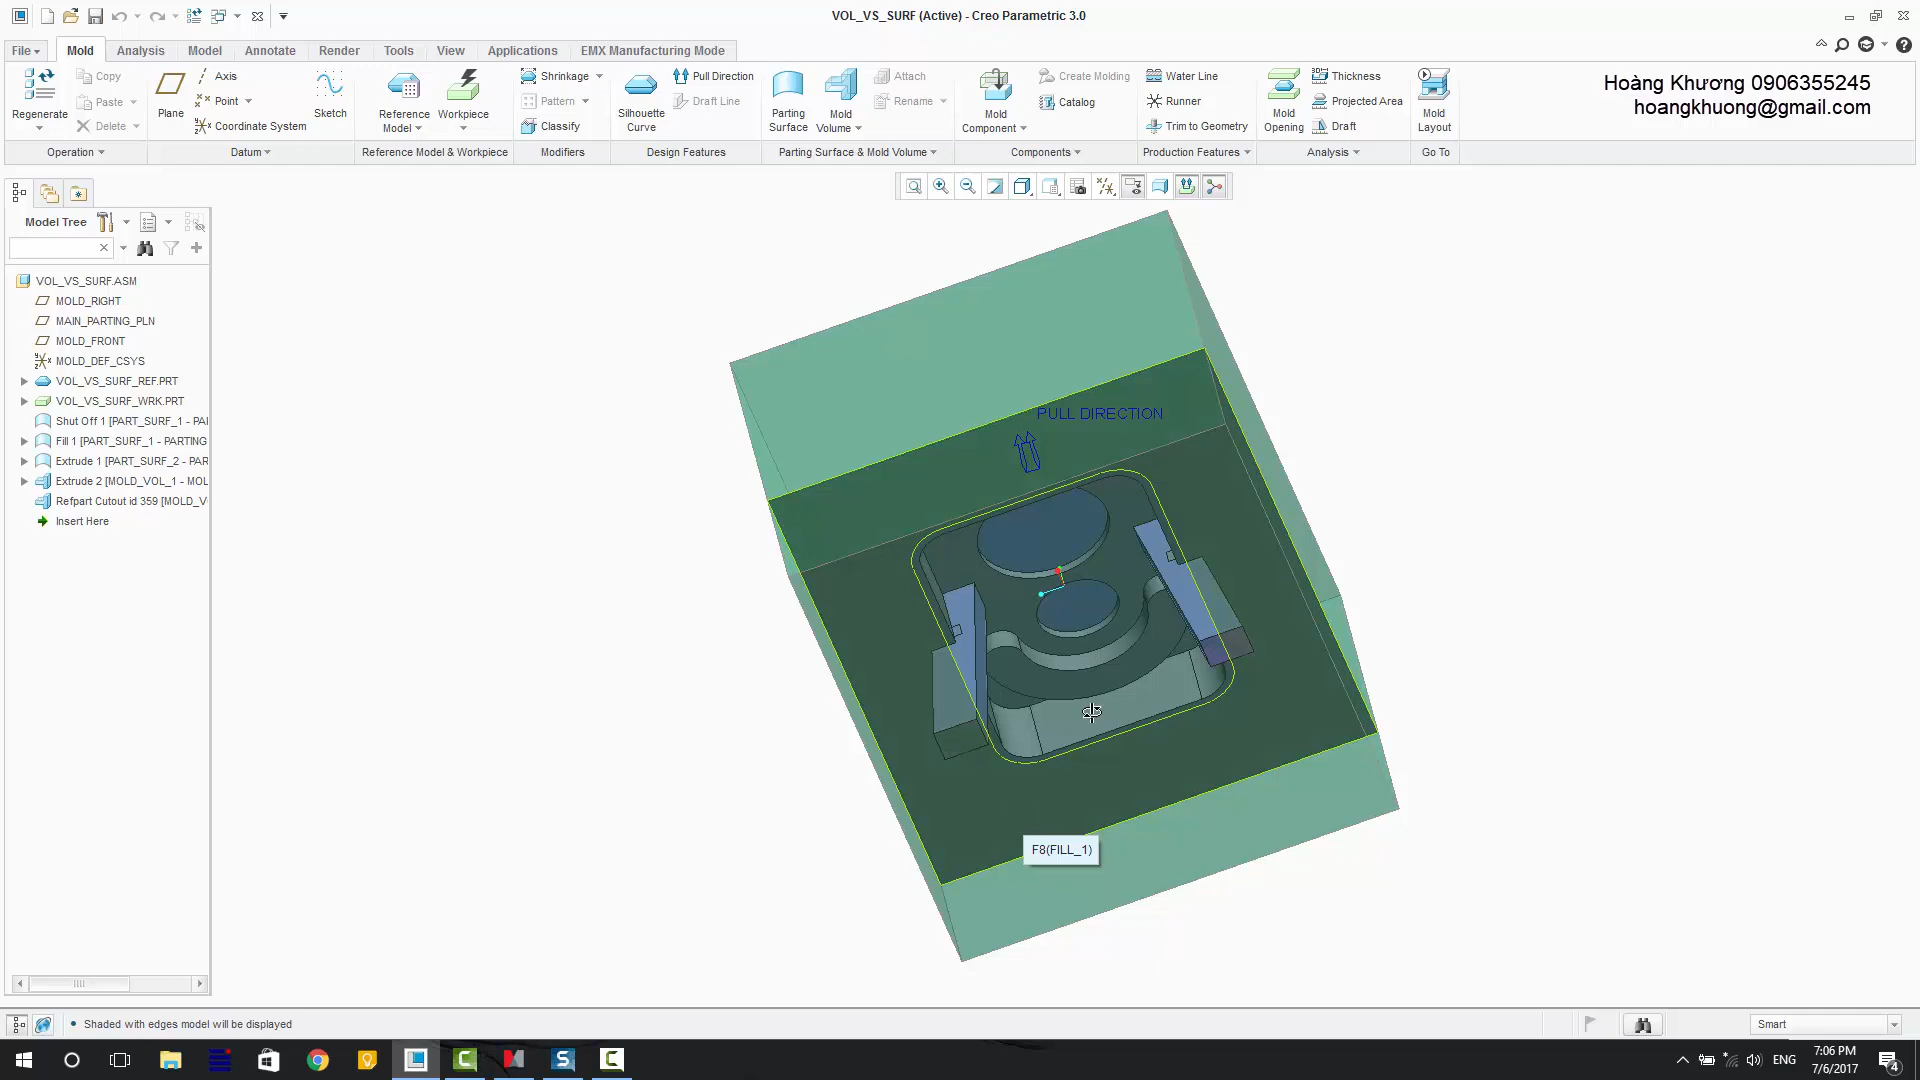 VOL_VS_SURF (Active) - Creo Parametric 3.0
File
Mold
Analysis
Model
Annotate
Render
Tools
View
Applications
EMX Manufacturing Mode
Regenerate
Copy
Paste
Delete
Operation
Plane
Axis
Point
Coordinate System
Sketch
Datum
Reference
Model
Workpiece
Reference Model & Workpiece
Shrinkage
Pattern
Classify
Modifiers
Silhouette
Curve
Pull Direction
Draft Line
Design Features
Parting
Surface
Mold
Volume
Attach
Rename
Parting Surface & Mold Volume
Mold
Component
Create Molding
Catalog
Components
Water Line
Runner
Trim to Geometry
Production Features
Mold
Opening
Thickness
Projected Area
Draft
Analysis
Mold
Layout
Go To
Hoàng Khương 0906355245
hoangkhuong@gmail.com
Model Tree
VOL_VS_SURF.ASM
MOLD_RIGHT
MAIN_PARTING_PLN
MOLD_FRONT
MOLD_DEF_CSYS
VOL_VS_SURF_REF.PRT
VOL_VS_SURF_WRK.PRT
Shut Off 1 [PART_SURF_1 - PAI
Fill 1 [PART_SURF_1 - PARTING
Extrude 1 [PART_SURF_2 - PAR
Extrude 2 [MOLD_VOL_1 - MOL
Refpart Cutout id 359 [MOLD_V
Insert Here
PULL DIRECTION
F8(FILL_1)
Shaded with edges model will be displayed
Smart
ENG
7:06 PM
7/6/2017
4